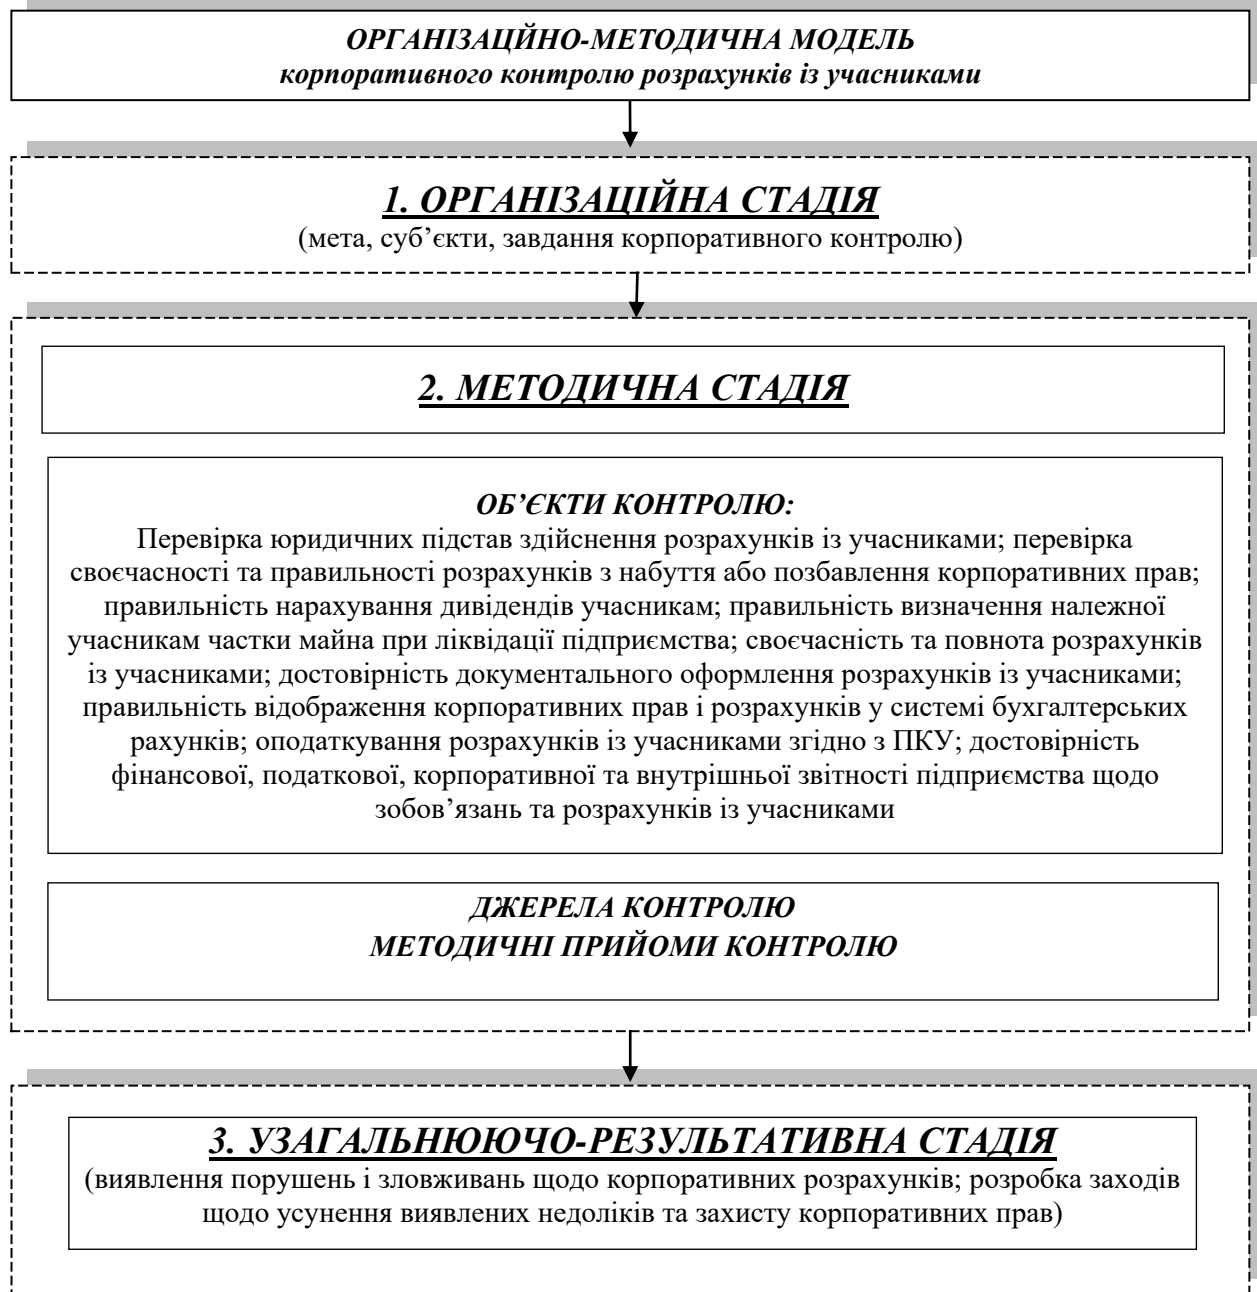 ОРГАНІЗАЦЙНО-МЕТОДИЧНА МОДЕЛЬ
корпоративного контролю розрахунків із учасниками
1. ОРГАНІЗАЦІЙНА СТАДІЯ
(мета, суб’єкти, завдання корпоративного контролю)
2. МЕТОДИЧНА СТАДІЯ
ОБ’ЄКТИ КОНТРОЛЮ:
Перевірка юридичних підстав здійснення розрахунків із учасниками; перевірка
своєчасності та правильності розрахунків з набуття або позбавлення корпоративних прав;
правильність нарахування дивідендів учасникам; правильність визначення належної
учасникам частки майна при ліквідації підприємства; своєчасність та повнота розрахунків
із учасниками; достовірність документального оформлення розрахунків із учасниками;
правильність відображення корпоративних прав і розрахунків у системі бухгалтерських
рахунків; оподаткування розрахунків із учасниками згідно з ПКУ; достовірність
фінансової, податкової, корпоративної та внутрішньої звітності підприємства щодо
зобов’язань та розрахунків із учасниками
ДЖЕРЕЛА КОНТРОЛЮ
МЕТОДИЧНІ ПРИЙОМИ КОНТРОЛЮ
3. УЗАГАЛЬНЮЮЧО-РЕЗУЛЬТАТИВНА СТАДІЯ
(виявлення порушень і зловживань щодо корпоративних розрахунків; розробка заходів
щодо усунення виявлених недоліків та захисту корпоративних прав)